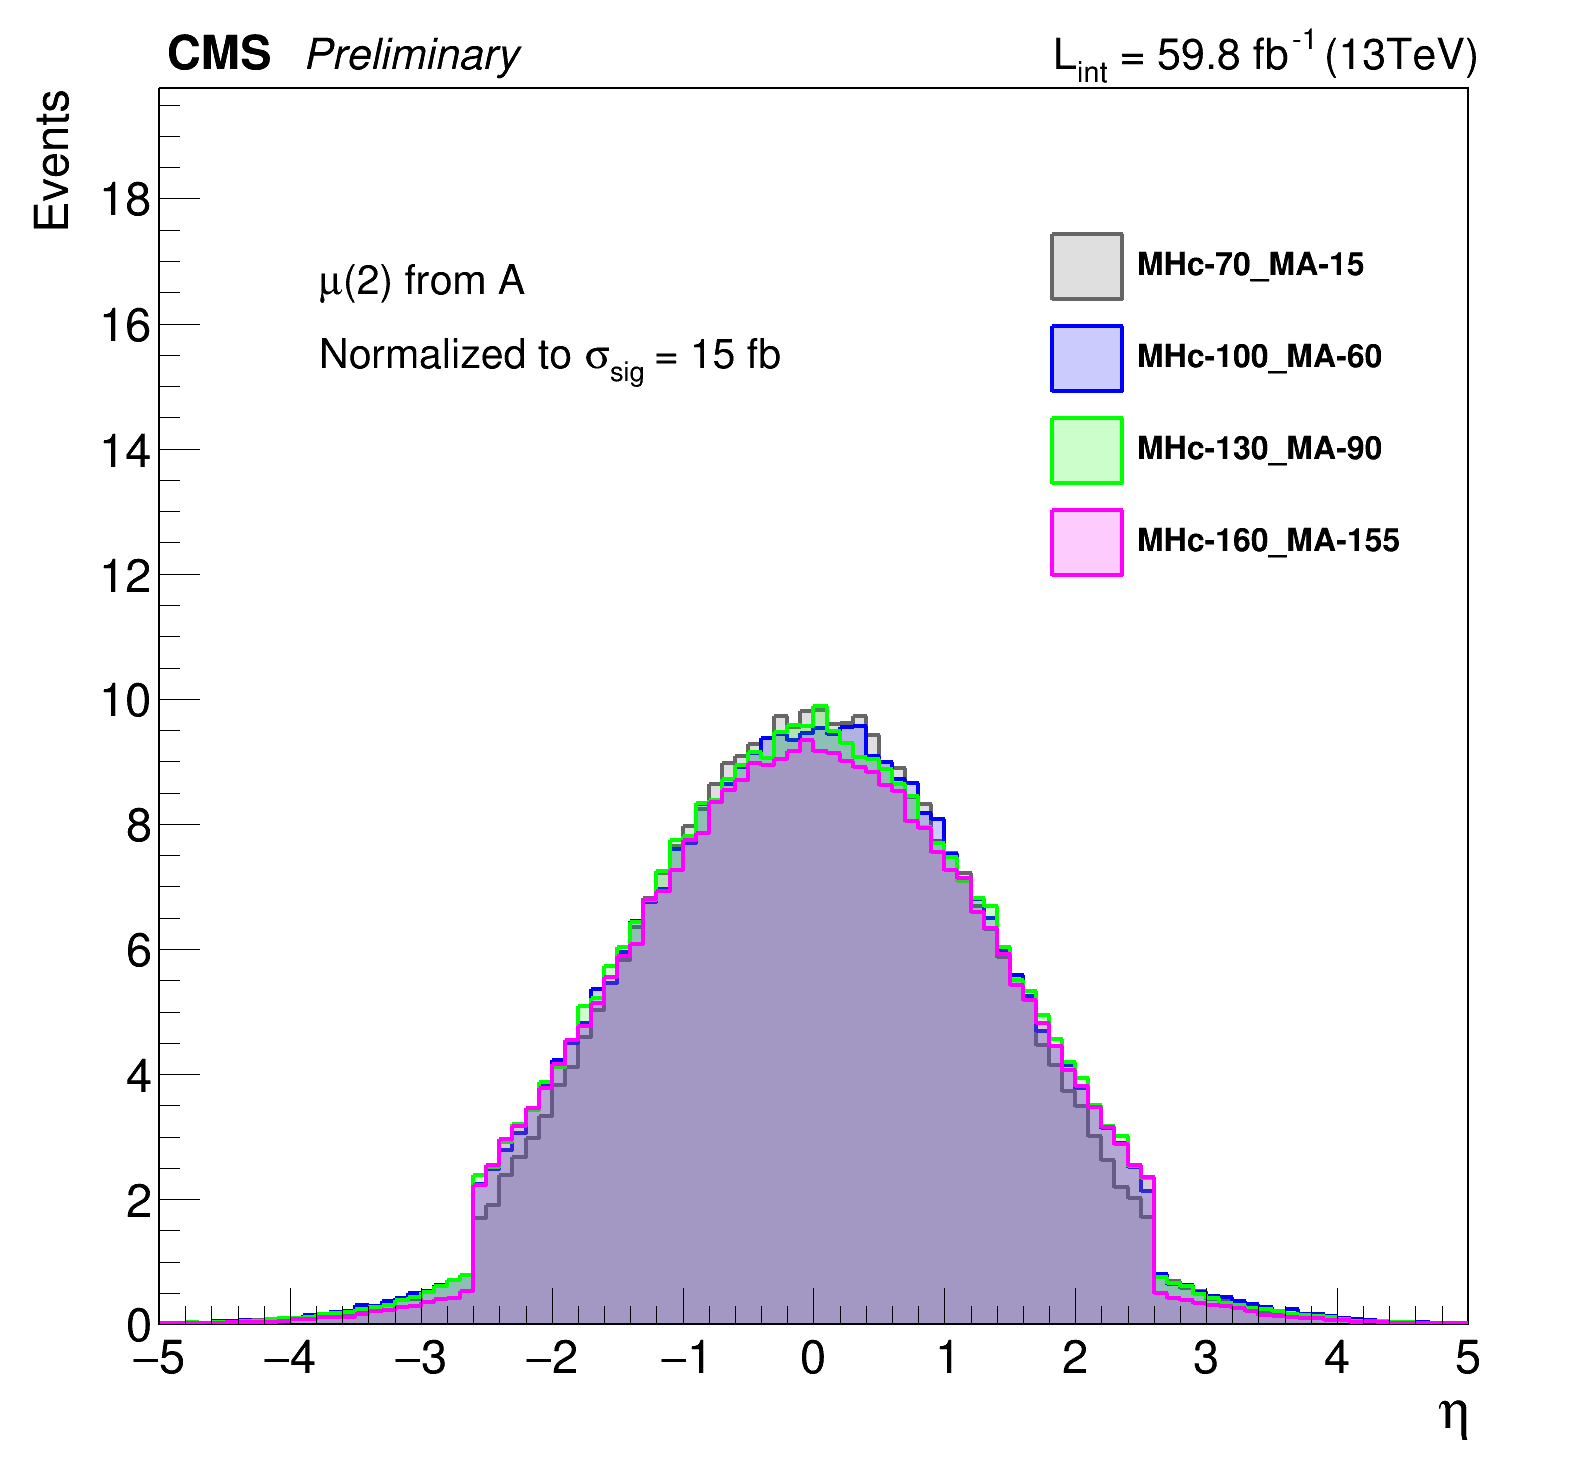 CMS Preliminary
L_int = 59.8 fb^-1 (13TeV)
Events
18
16
14
12
10
8
6
4
2
0
μ(2) from A
Normalized to σ_sig = 15 fb
MHc-70_MA-15
MHc-100_MA-60
MHc-130_MA-90
MHc-160_MA-155
−5 −4 −3 −2 −1 0 1 2 3 4 5
η